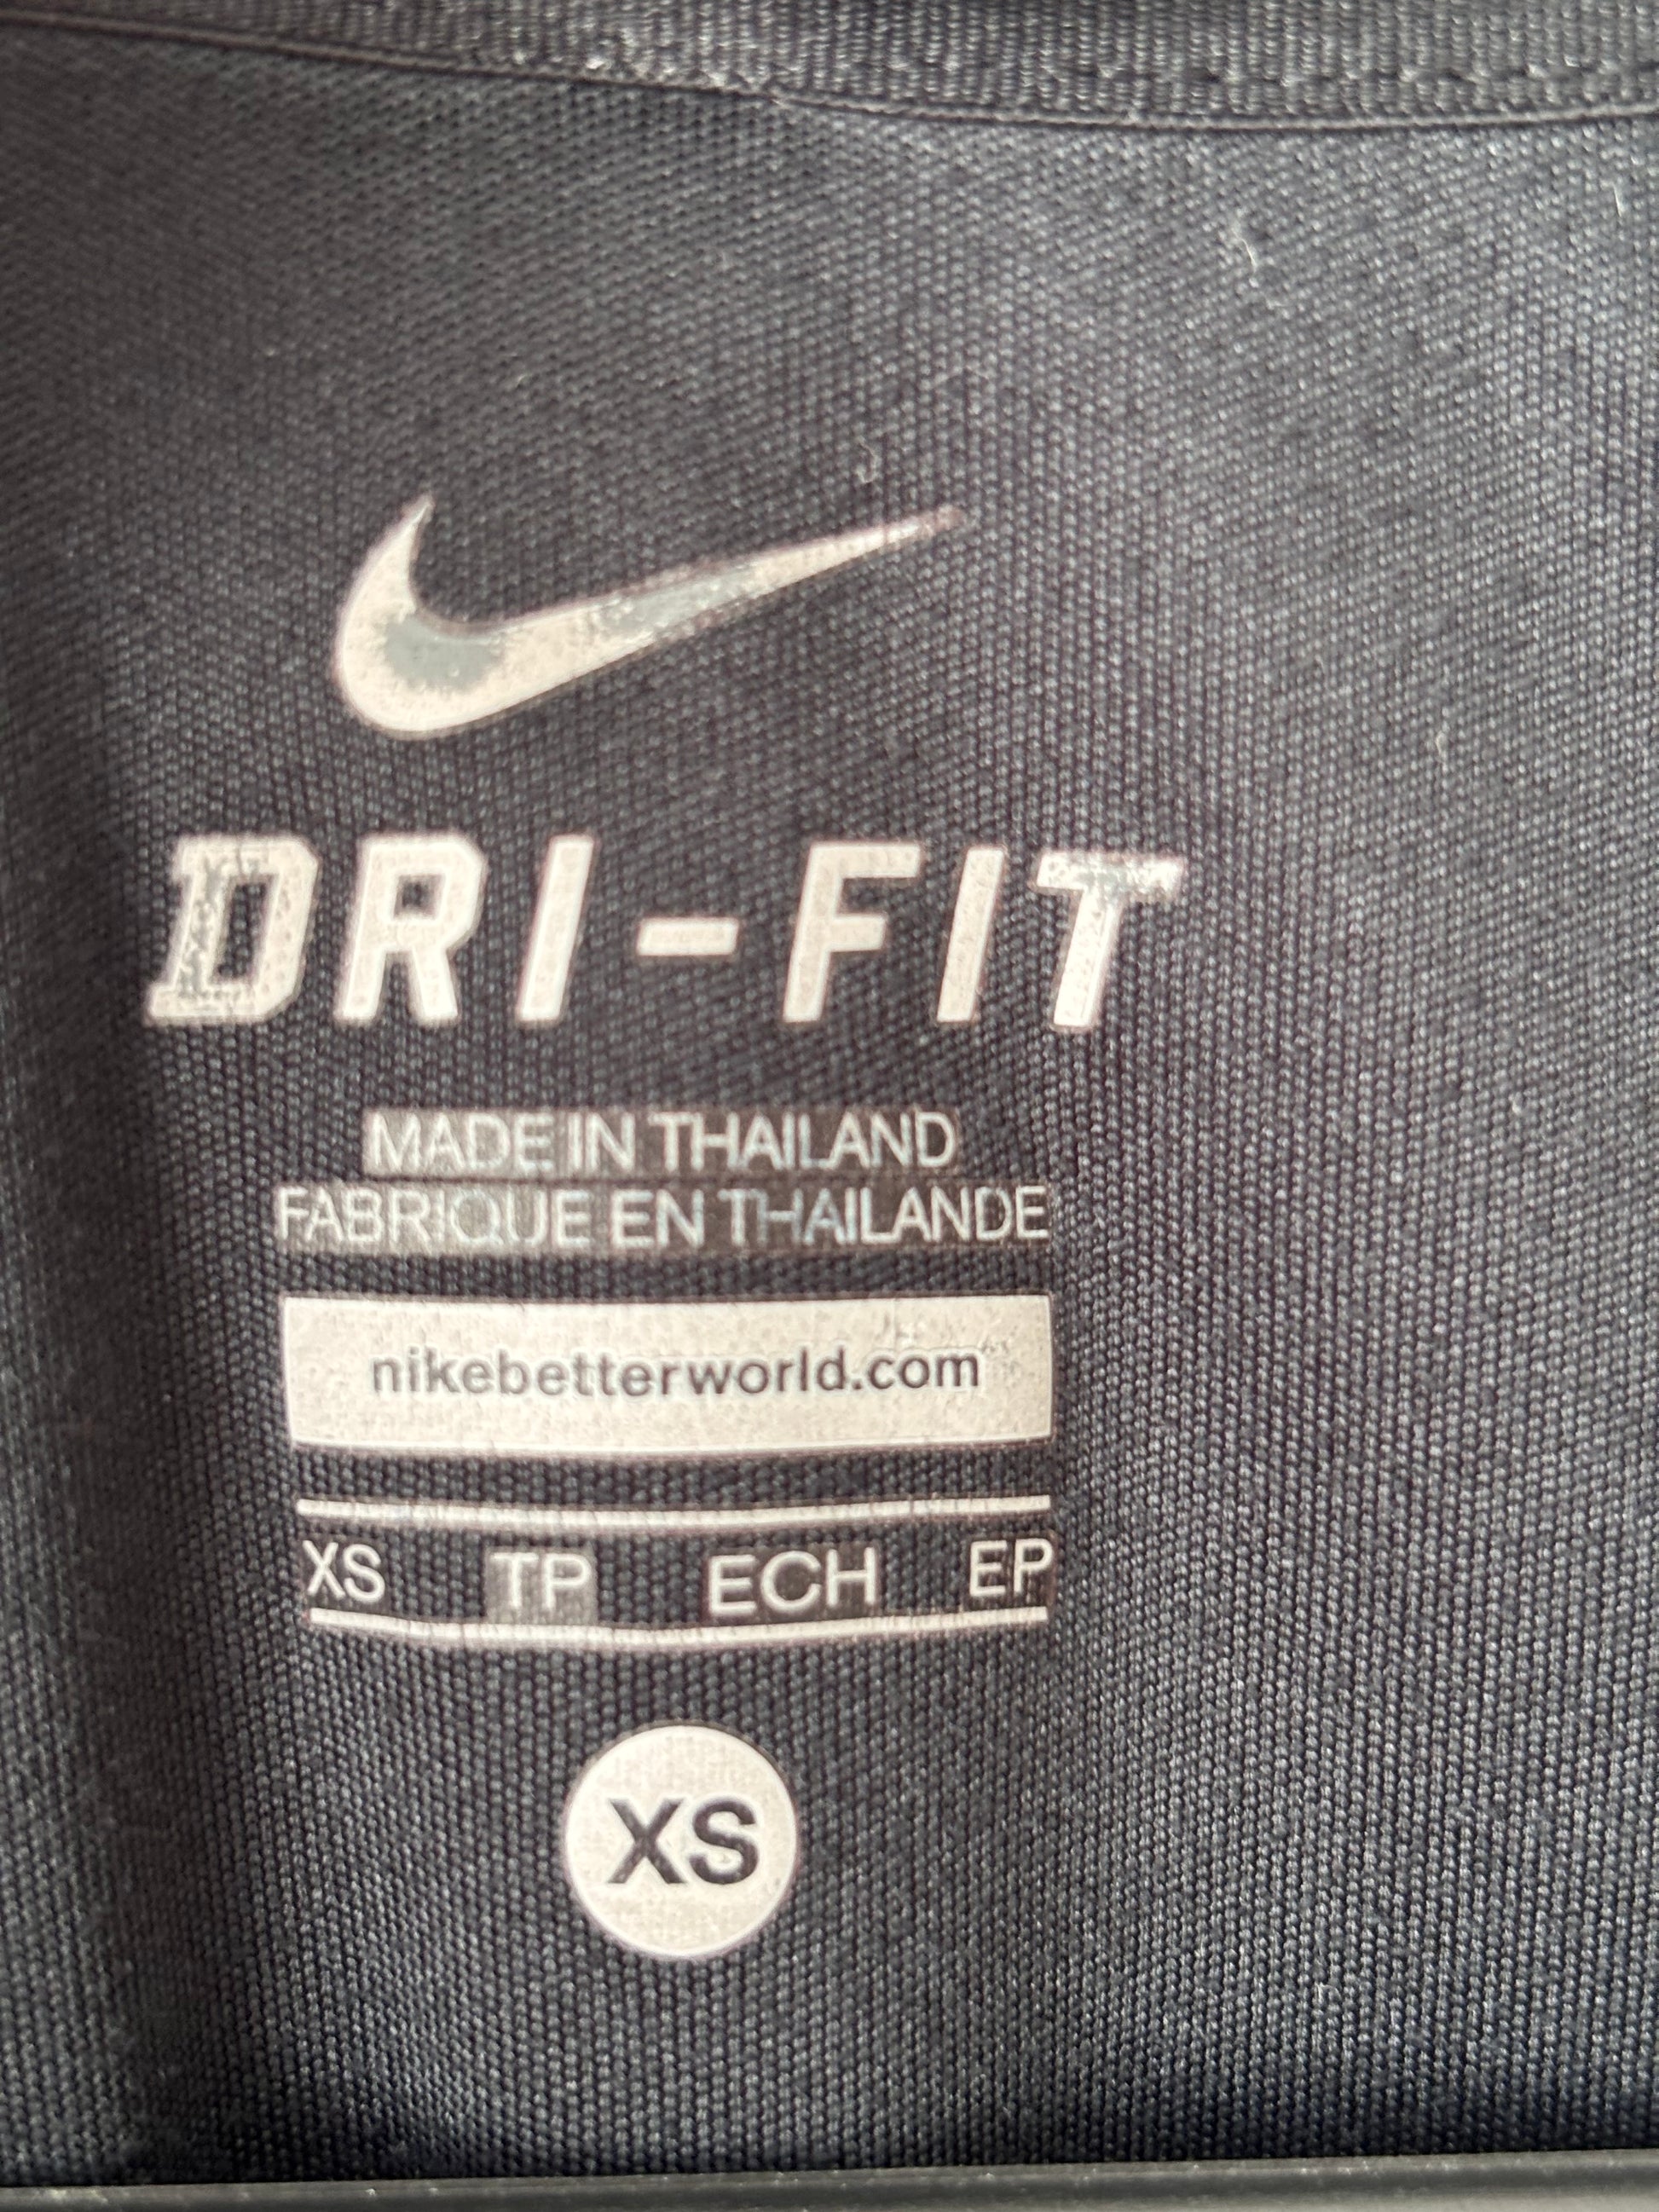 DRI-FIT
MADE IN THAILAND
FABRIQUE EN THAILANDE
nikebetterworld.com
XS TP ECH EP
XS